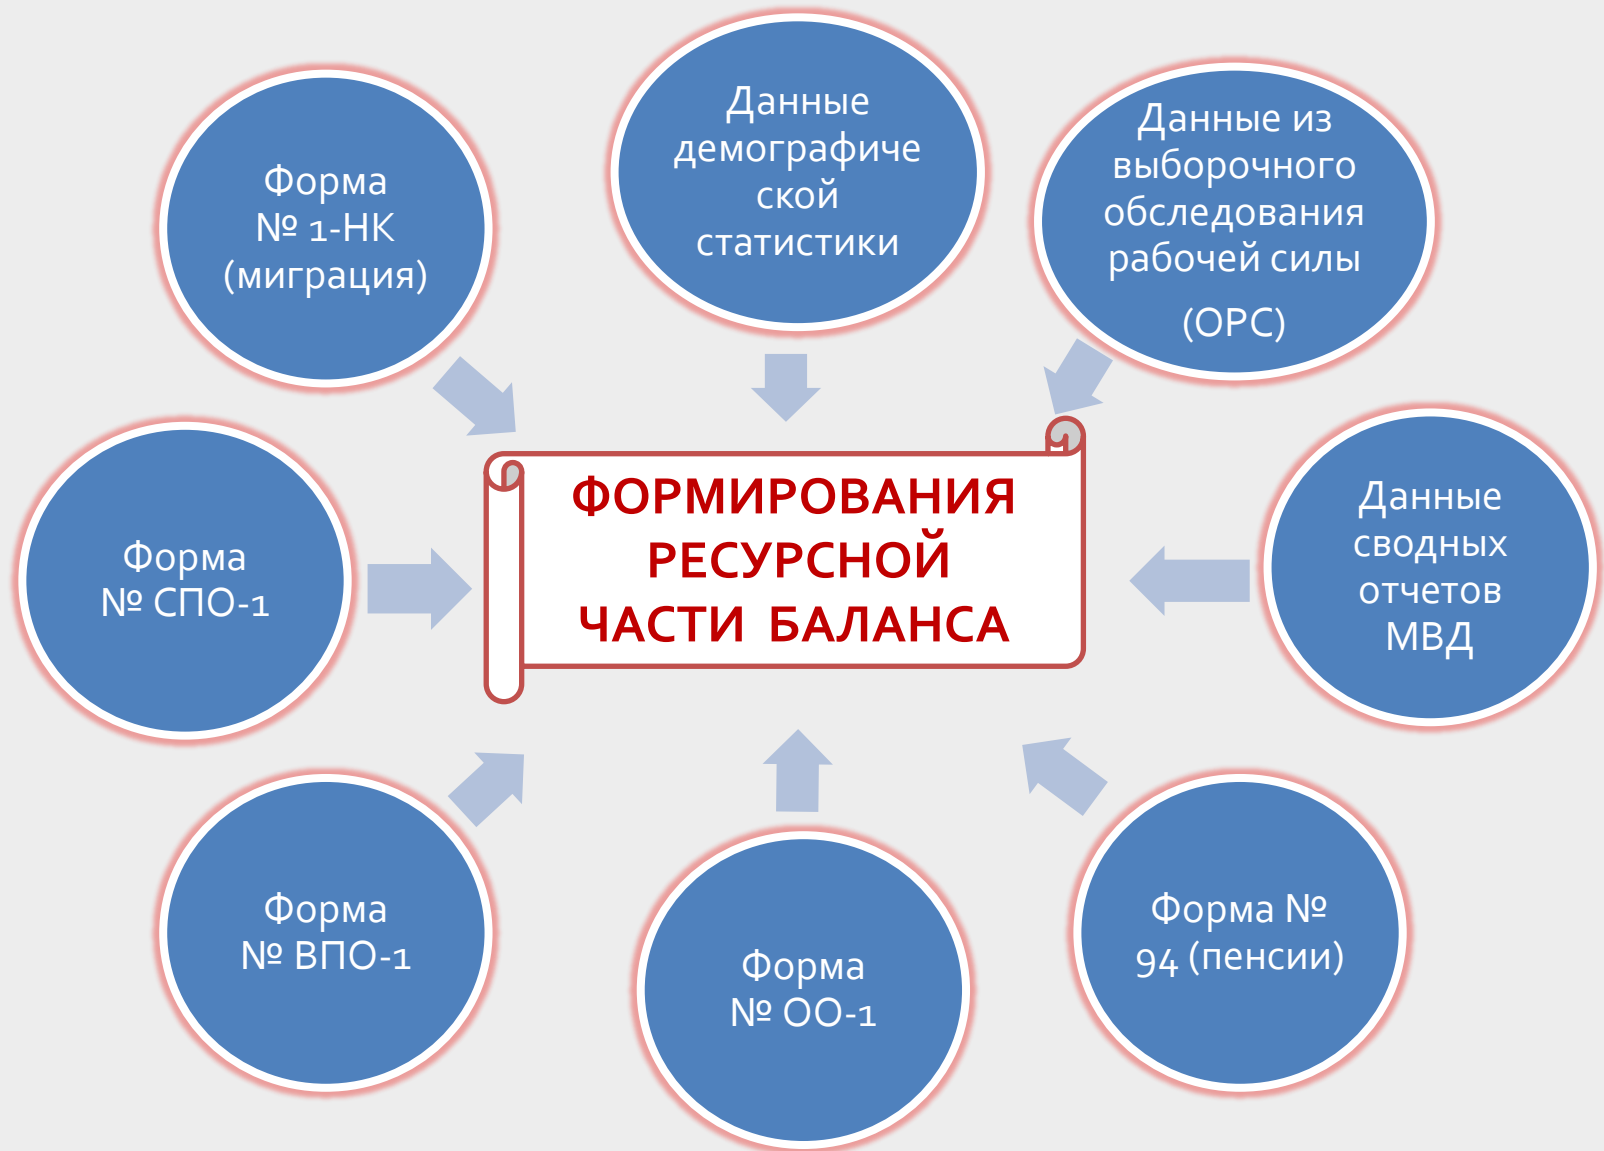 Данные
демографиче
ской
статистики
Данные из
выборочного
обследования
рабочей силы
(ОРС)
Форма
№ 1-НК
(миграция)
ФОРМИРОВАНИЯ
РЕСУРСНОЙ
ЧАСТИ БАЛАНСА
Данные
сводных
отчетов
МВД
Форма
№ СПО-1
Форма
№ ВПО-1
Форма
№ ОО-1
Форма №
94 (пенсии)